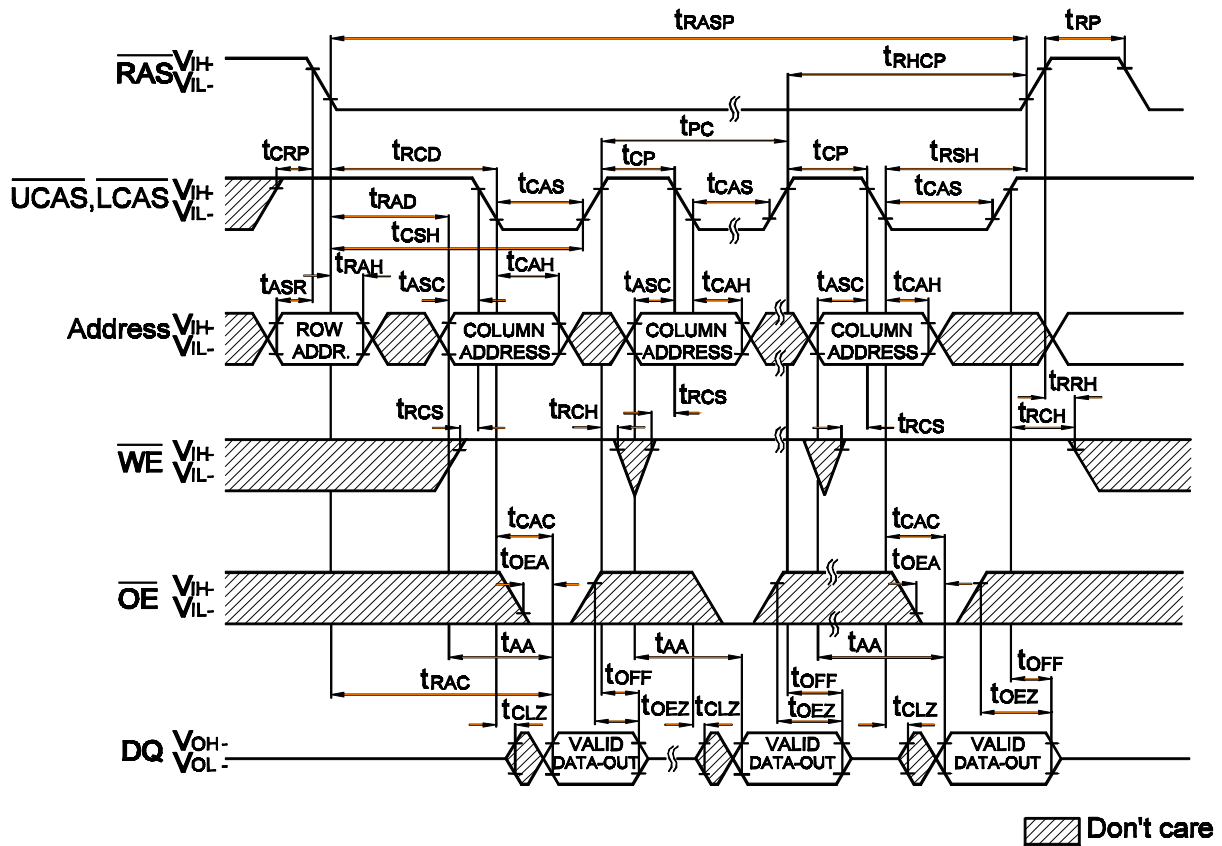 tRASP
tRP
RAS VIH-
VIL-
tRHCP
tPC
tCRP
tRCD
tCP
tCP
tRSH
UCAS,LCAS VIH-
VIL-
tCAS
tCAS
tCAS
tRAD
tCSH
tRAH
tCAH
tASR
tASC
tASC
tCAH
tASC
tCAH
Address VIH-
VIL-
ROW
ADDR.
COLUMN
ADDRESS
COLUMN
ADDRESS
COLUMN
ADDRESS
tRRH
tRCS
tRCH
tRCS
tRCS
tRCH
WE VIH-
VIL-
tCAC
tCAC
tOEA
tOEA
OE VIH-
VIL-
tAA
tAA
tAA
tRAC
tOFF
tOFF
tOFF
tCLZ
tOEZ
tCLZ
tOEZ
tCLZ
tOEZ
DQ VOH-
VOL-
VALID
DATA-OUT
VALID
DATA-OUT
VALID
DATA-OUT
Don't care